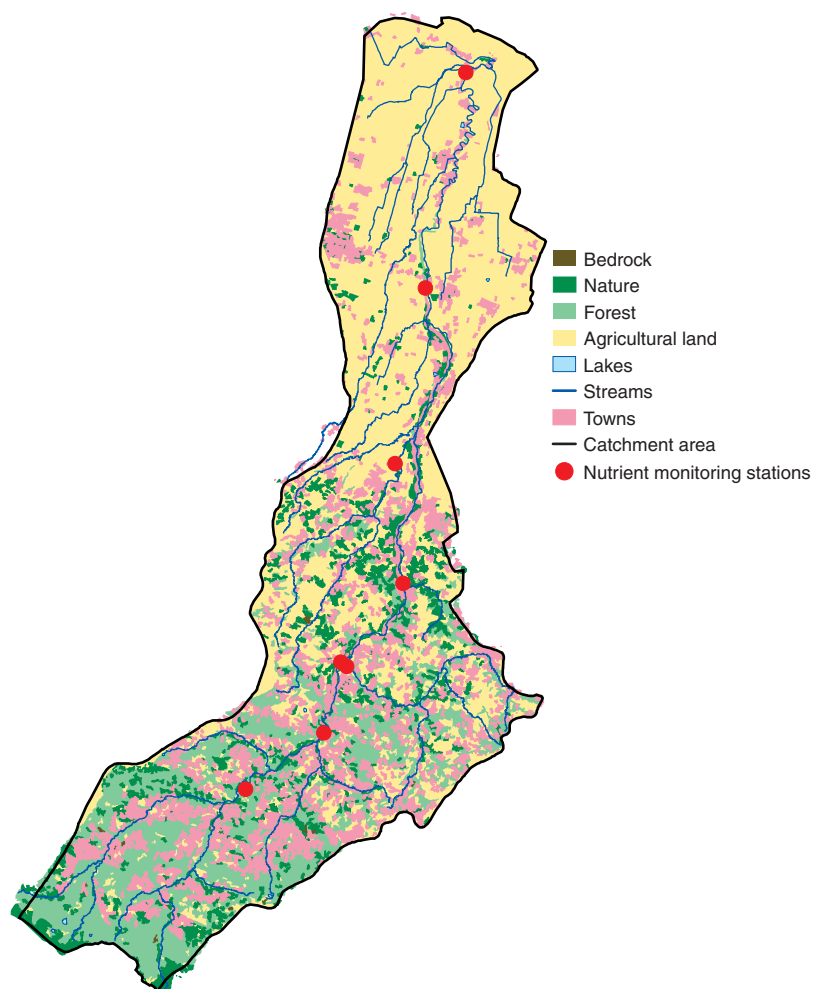 Bedrock
Nature
Forest
Agricultural land
Lakes
Streams
Towns
Catchment area
Nutrient monitoring stations